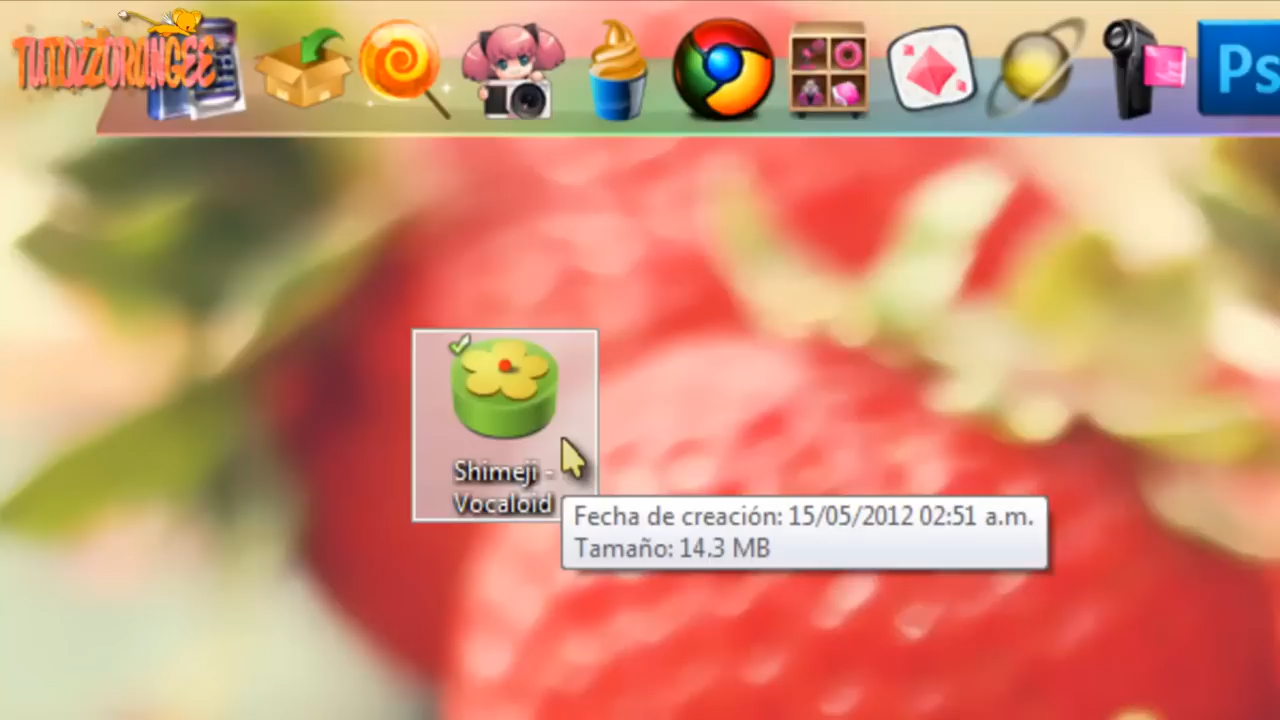 TUTOZZORANGEE
Ps
Shimeji -
Vocaloid
Fecha de creación: 15/05/2012 02:51 a.m.
Tamaño: 14.3 MB